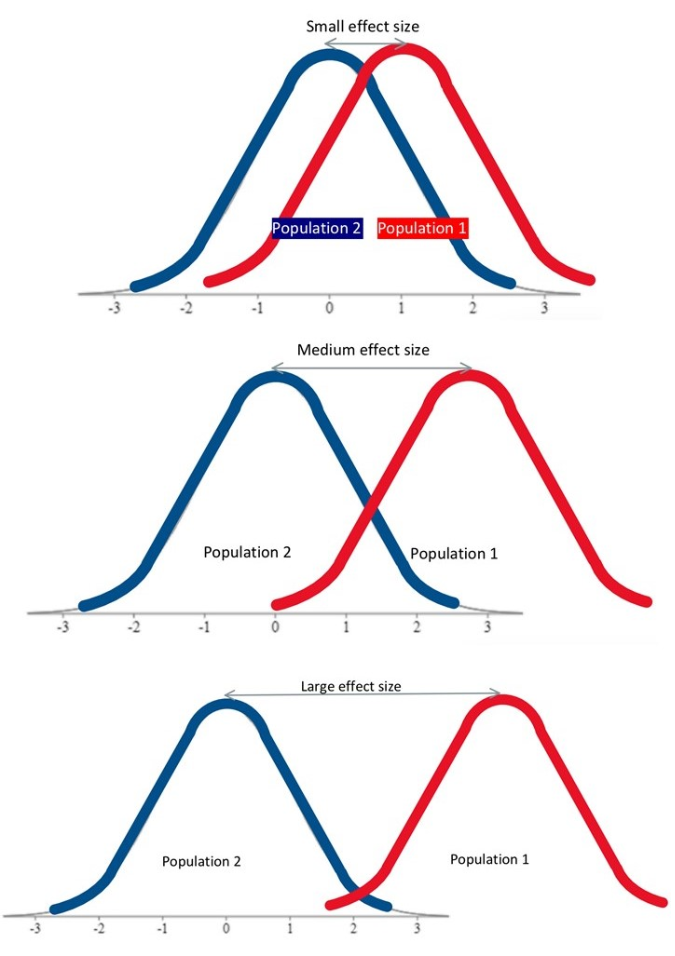 Small effect size
Population 2 Population 1
-3 -2 -1 0 1 2 3
Medium effect size
Population 2 Population 1
-3 -2 -1 0 1 2 3
Large effect size
Population 2 Population 1
-3 -2 -1 0 1 2 3